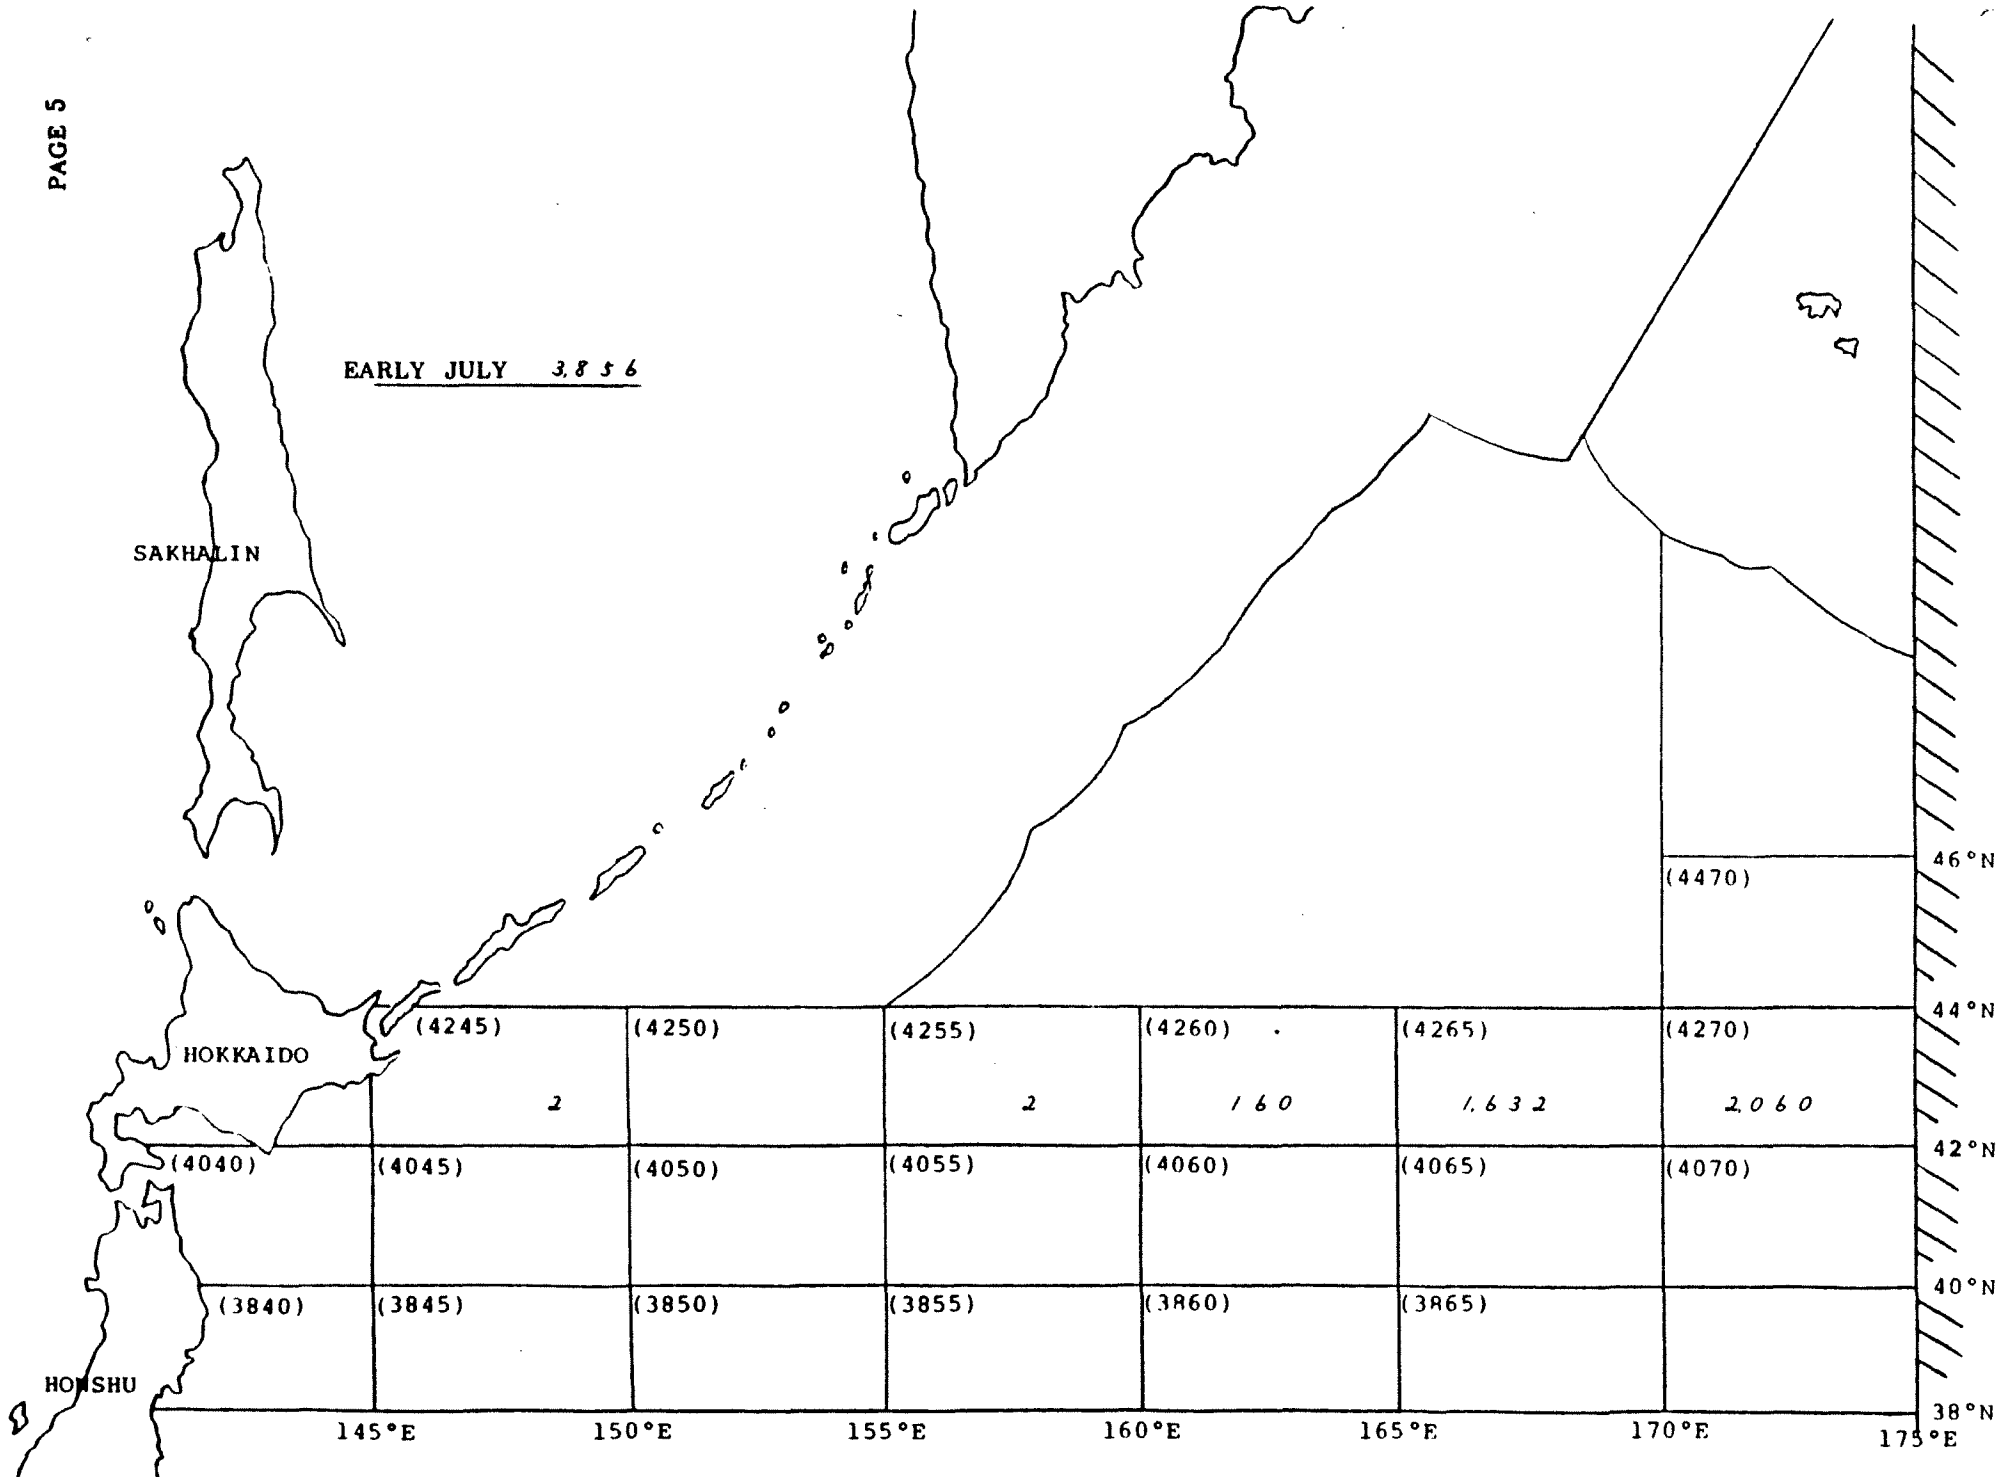 PAGE 5
EARLY JULY 3,856
SAKHALIN
46°N
(4470)
44°N
(4245) (4250) (4255) (4260) (4265) (4270)
HOKKAIDO
2 2 160 1,632 2,060
42°N
(4040) (4045) (4050) (4055) (4060) (4065) (4070)
40°N
(3840) (3845) (3850) (3855) (3860) (3865)
HONSHU
38°N
145°E 150°E 155°E 160°E 165°E 170°E 175°E